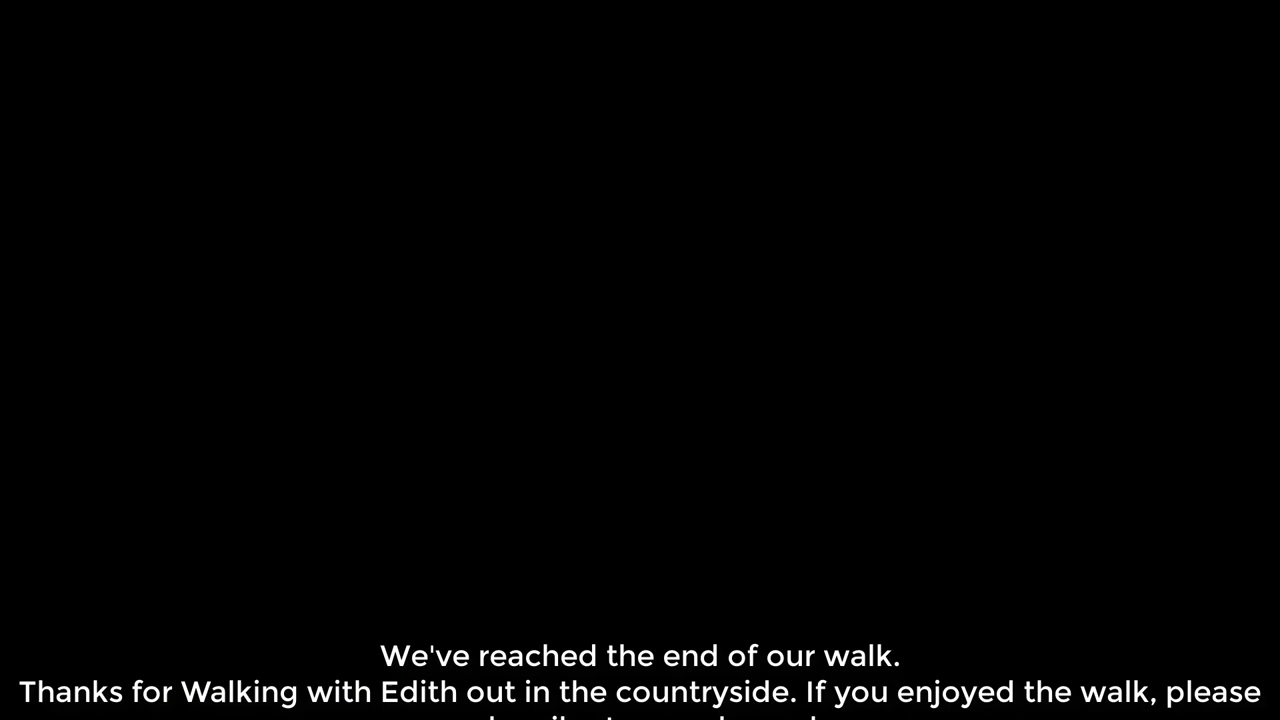 We've reached the end of our walk.
Thanks for Walking with Edith out in the countryside. If you enjoyed the walk, please